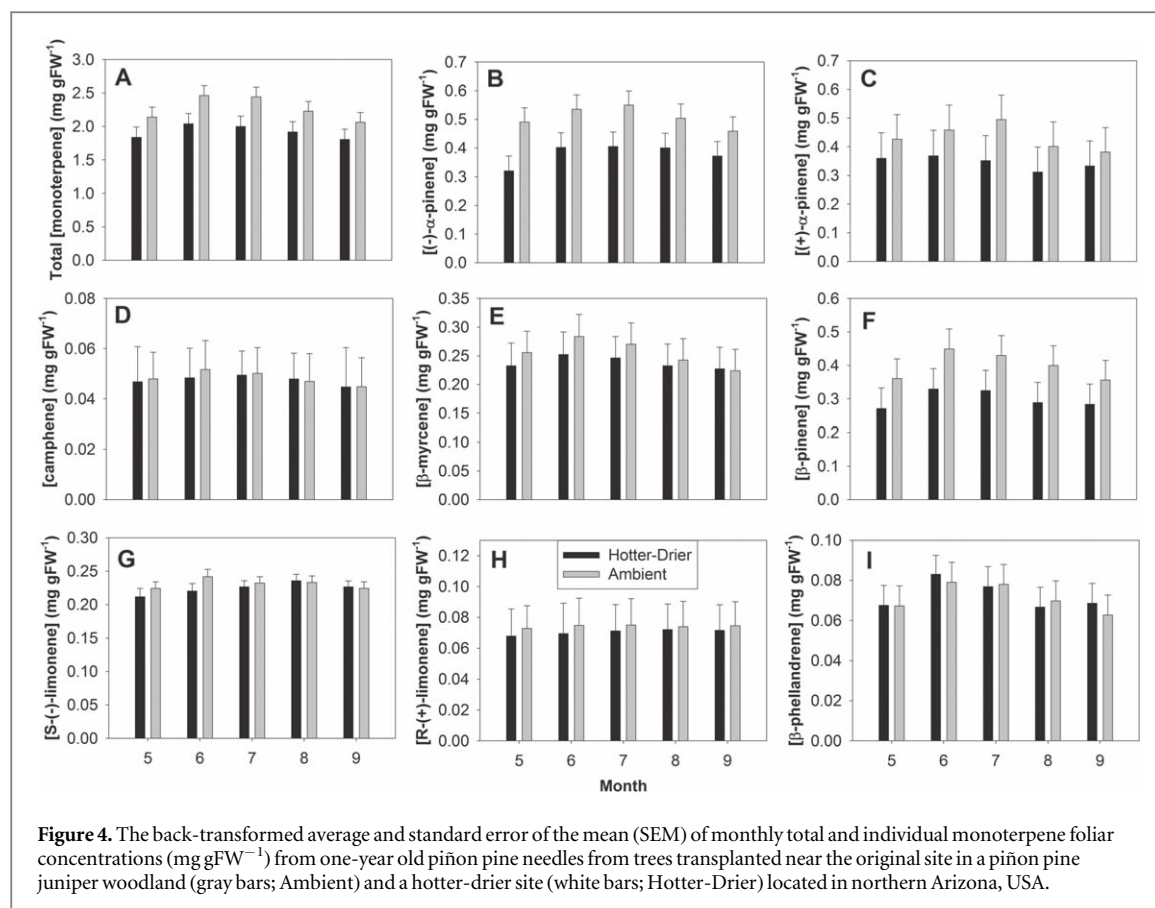 A
Total [monoterpene] (mg gFW⁻¹)
3.0
2.5
2.0
1.5
1.0
0.5
0.0
B
[(-)-α-pinene] (mg gFW⁻¹)
0.7
0.6
0.5
0.4
0.3
0.2
0.1
0.0
C
[(+)-α-pinene] (mg gFW⁻¹)
0.7
0.6
0.5
0.4
0.3
0.2
0.1
0.0
D
[camphene] (mg gFW⁻¹)
0.08
0.06
0.04
0.02
0.00
E
[β-myrcene] (mg gFW⁻¹)
0.35
0.30
0.25
0.20
0.15
0.10
0.05
0.00
F
[β-pinene] (mg gFW⁻¹)
0.6
0.5
0.4
0.3
0.2
0.1
0
G
[S-(-)-limonene] (mg gFW⁻¹)
0.30
0.25
0.20
0.15
0.10
0.05
0.00
5 6 7 8 9
H
[R-(+)-limonene] (mg gFW⁻¹)
0.12
0.10
0.08
0.06
0.04
0.02
0.00
Hotter-Drier
Ambient
5 6 7 8 9
Month
I
[β-phellandrene] (mg gFW⁻¹)
0.10
0.08
0.06
0.04
0.02
0.00
5 6 7 8 9
Figure 4. The back-transformed average and standard error of the mean (SEM) of monthly total and individual monoterpene foliar
concentrations (mg gFW⁻¹) from one-year old piñon pine needles from trees transplanted near the original site in a piñon pine
juniper woodland (gray bars; Ambient) and a hotter-drier site (white bars; Hotter-Drier) located in northern Arizona, USA.